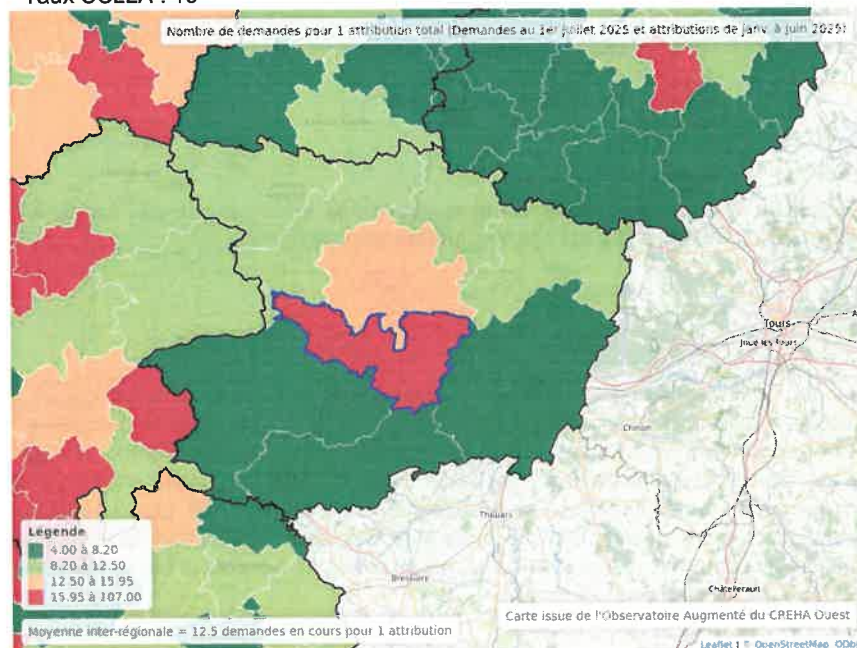 Nombre de demandes pour 1 attribution total (Demandes au 1er juillet 2025 et attributions de janv. à juin 2025)
Tours
Joué-lès-Tours
Chinon
Thouars
Bressuire
Châtellerault
Légende
4.00 à 8.20
8.20 à 12.50
12.50 à 15.95
15.95 à 107.00
Moyenne inter-régionale = 12.5 demandes en cours pour 1 attribution
Carte issue de l'Observatoire Augmenté du CREHA Ouest
Leaflet | © OpenStreetMap